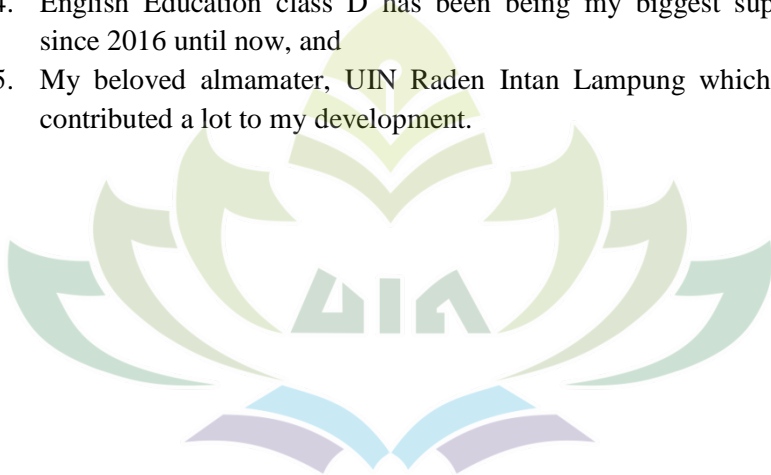 4. English Education class D has been being my biggest sup
since 2016 until now, and
5. My beloved almamater, UIN Raden Intan Lampung which
contributed a lot to my development.
UIN